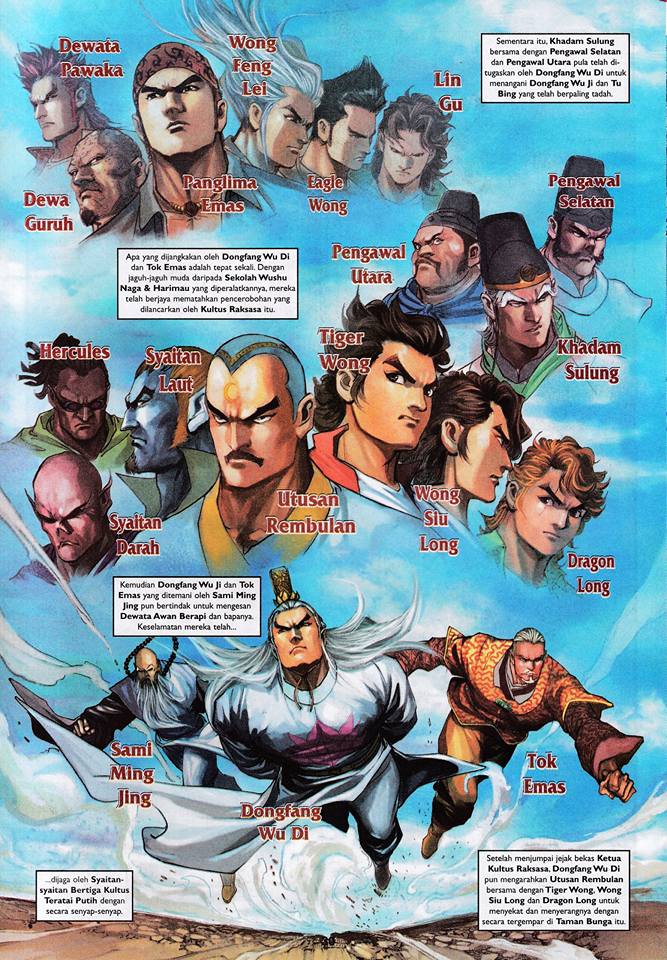 Dewata
Pawaka
Wong
Feng
Lei
Lin
Gu
Sementara itu, Khadam Sulung
bersama dengan Pengawal Selatan
dan Pengawal Utara pula telah di-
tugaskan oleh Dongfang Wu Di untuk
menangani Dongfang Wu Ji dan Tu
Bing yang telah berpaling tadah.
Dewa
Guruh
Panglima
Emas
Eagle
Wong
Pengawal
Selatan
Pengawal
Utara
Khadam
Sulung
Apa yang dijangkakan oleh Dongfang Wu Di
dan Tok Emas adalah tepat sekali. Dengan
jaguh-jaguh muda daripada Sekolah Wushu
Naga & Harimau yang diperalatkannya, mereka
telah berjaya mematahkan pencerobohan yang
dilancarkan oleh Kultus Raksasa itu.
Hercules
Syaitan
Laut
Tiger
Wong
Syaitan
Darah
Utusan
Rembulan
Wong
Siu
Long
Dragon
Long
Kemudian Dongfang Wu Ji dan Tok
Emas yang ditemani oleh Sami Ming
Jing pun bertindak untuk mengesan
Dewata Awan Berapi dan bapanya.
Keselamatan mereka telah...
Sami
Ming
Jing
Dongfang
Wu Di
Tok
Emas
...dijaga oleh Syaitan-
syaitan Bertiga Kultus
Teratai Putih dengan
secara senyap-senyap.
Setelah menjumpai jejak bekas Ketua
Kultus Raksasa, Dongfang Wu Di
pun mengarahkan Utusan Rembulan
bersama dengan Tiger Wong, Wong
Siu Long dan Dragon Long untuk
menyekat dan menyerangnya dengan
secara tergempar di Taman Bunga itu.